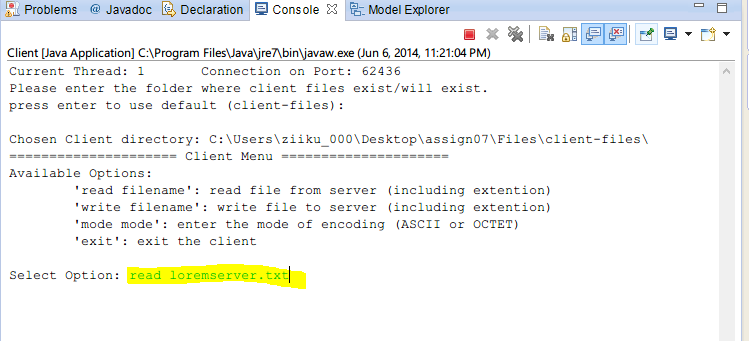 Problems @ Javadoc Declaration Console Model Explorer
Client [Java Application] C:\Program Files\Java\jre7\bin\javaw.exe (Jun 6, 2014, 11:21:04 PM)
Current Thread: 1 Connection on Port: 62436
Please enter the folder where client files exist/will exist.
press enter to use default (client-files):
Chosen Client directory: C:\Users\ziiku_000\Desktop\assign07\Files\client-files\
==================== Client Menu ====================
Available Options:
'read filename': read file from server (including extention)
'write filename': write file to server (including extention)
'mode mode': enter the mode of encoding (ASCII or OCTET)
'exit': exit the client
Select Option: read loremserver.txt